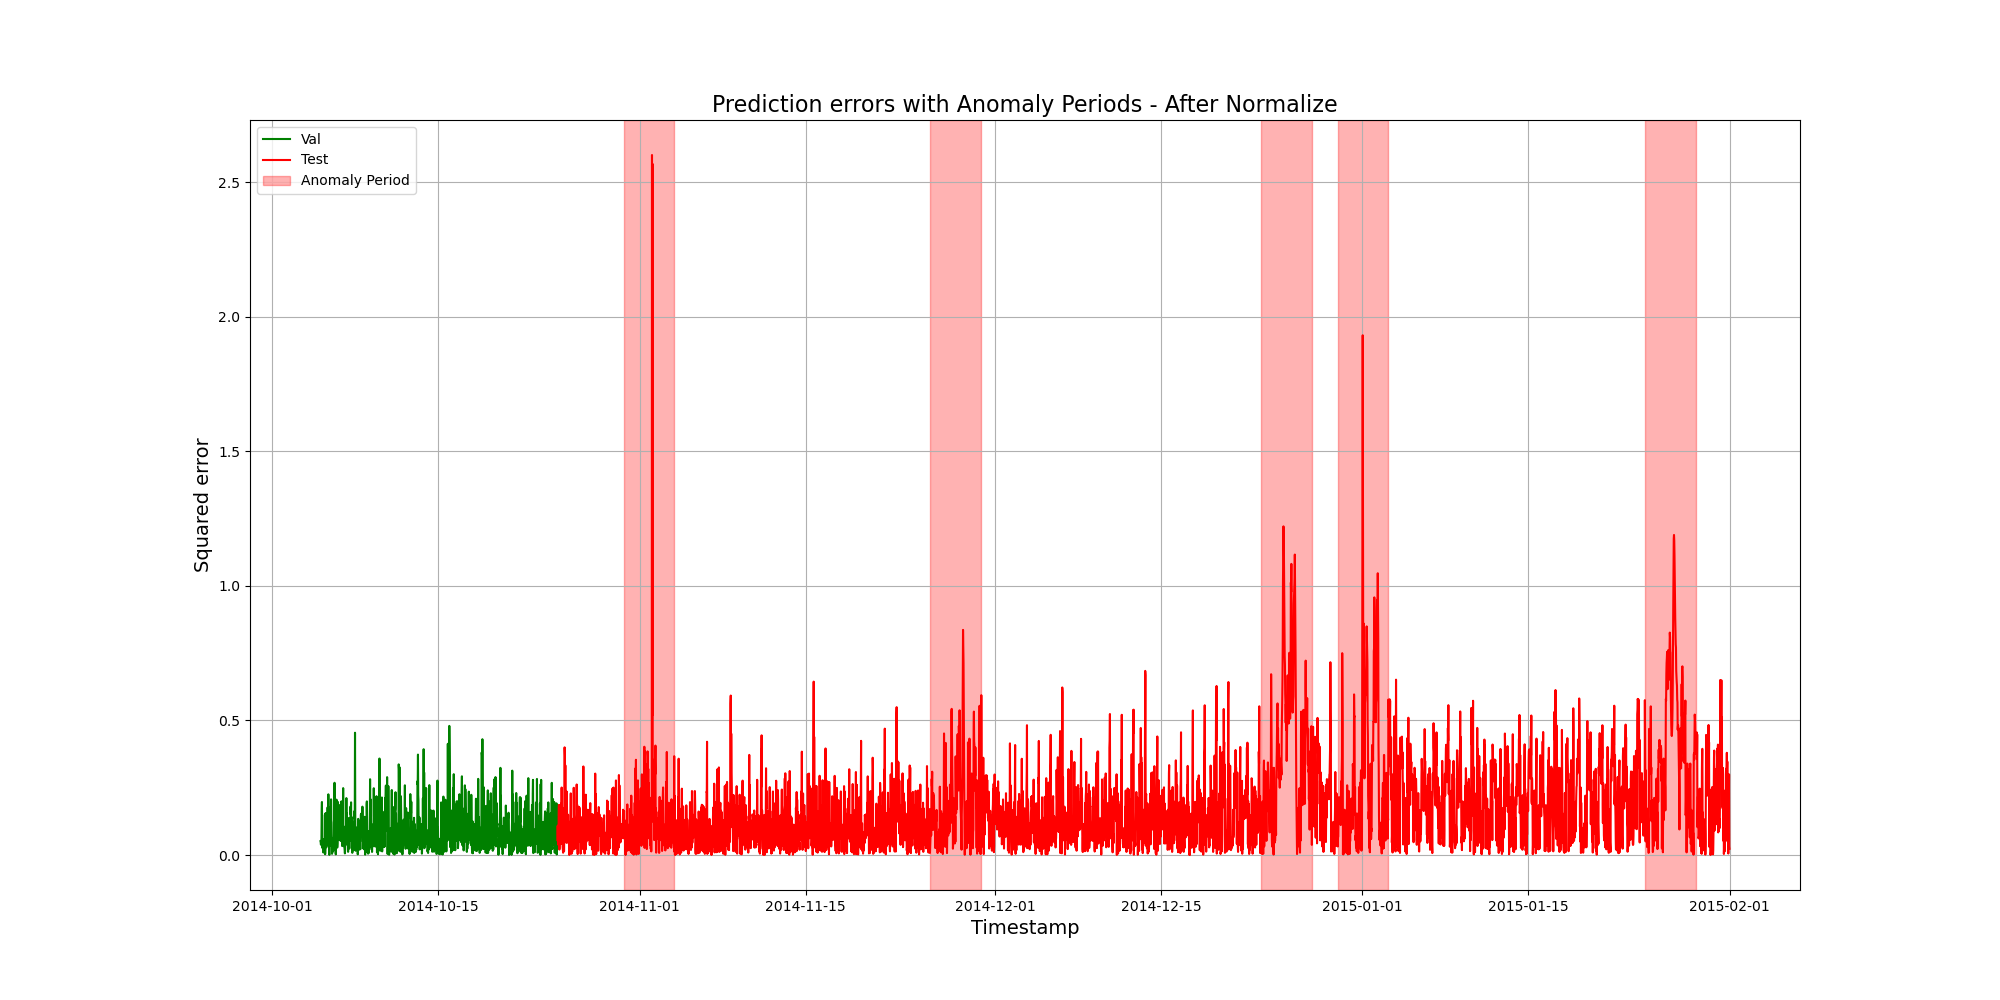 Prediction errors with Anomaly Periods - After Normalize
Val
Test
Anomaly Period
2.5
2.0
1.5
1.0
0.5
0.0
Squared error
2014-10-01
2014-10-15
2014-11-01
2014-11-15
2014-12-01
2014-12-15
2015-01-01
2015-01-15
2015-02-01
Timestamp